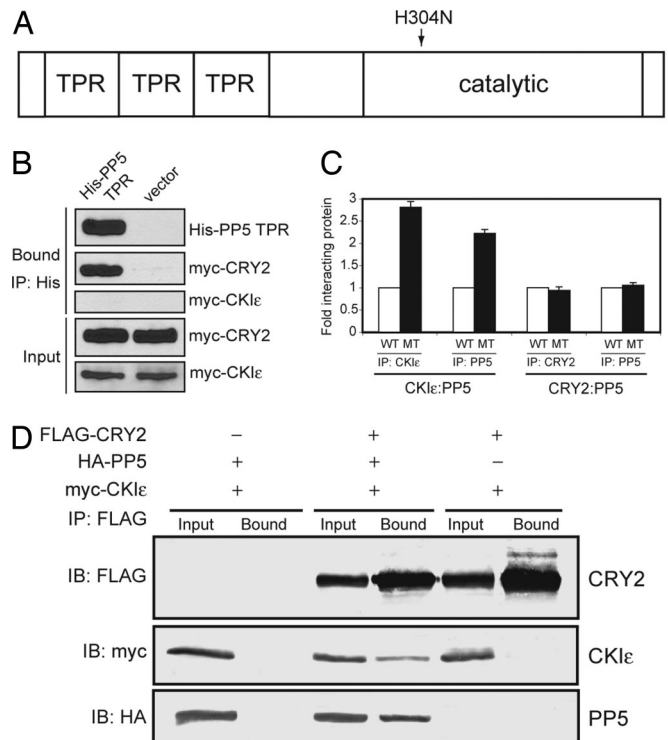 A
H304N
TPR TPR TPR catalytic
B
His-PP5 TPR vector
Bound IP: His
His-PP5 TPR
myc-CRY2
myc-CKIε
Input
myc-CRY2
myc-CKIε
C
Fold interacting protein
3
2.5
2
1.5
1
0.5
0
WT MT WT MT WT MT WT MT
IP: CKIε IP: PP5 IP: CRY2 IP: PP5
CKIε:PP5 CRY2:PP5
D
FLAG-CRY2 – + +
HA-PP5 + + –
myc-CKIε + + +
IP: FLAG Input Bound Input Bound Input Bound
IB: FLAG CRY2
IB: myc CKIε
IB: HA PP5